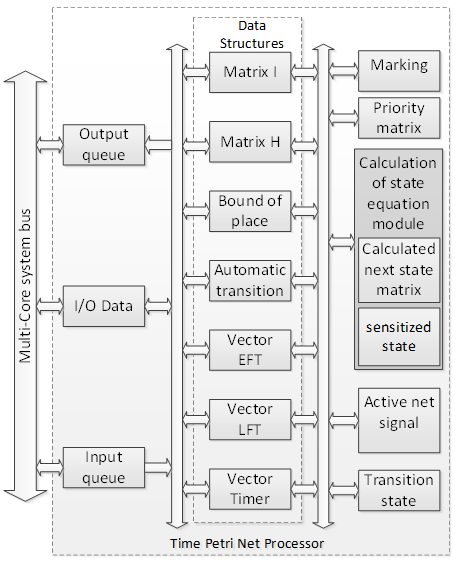 Data
Structures
Matrix I
Matrix H
Bound of
place
Automatic
transition
Vector
EFT
Vector
LFT
Vector
Timer
Multi-Core system bus
Output
queue
I/O Data
Input
queue
Marking
Priority
matrix
Calculation
of state
equation
module
Calculated
next state
matrix
sensitized
state
Active net
signal
Transition
state
Time Petri Net Processor